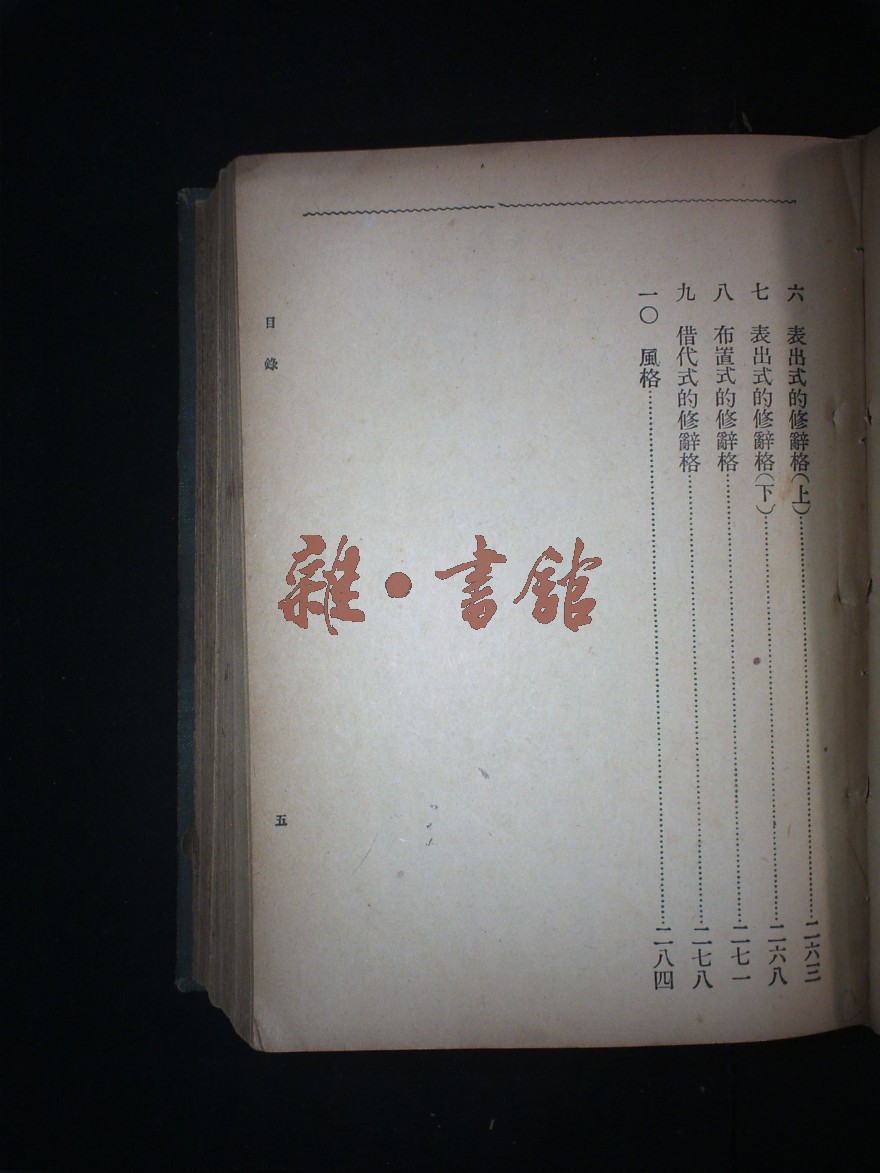 六　表出式的修辭格(上)……………………二六三
七　表出式的修辭格(下)……………………二六八
八　布置式的修辭格……………………二七一
九　借代式的修辭格……………………二七八
一〇　風格……………………二八四
目錄
五
雜・書館